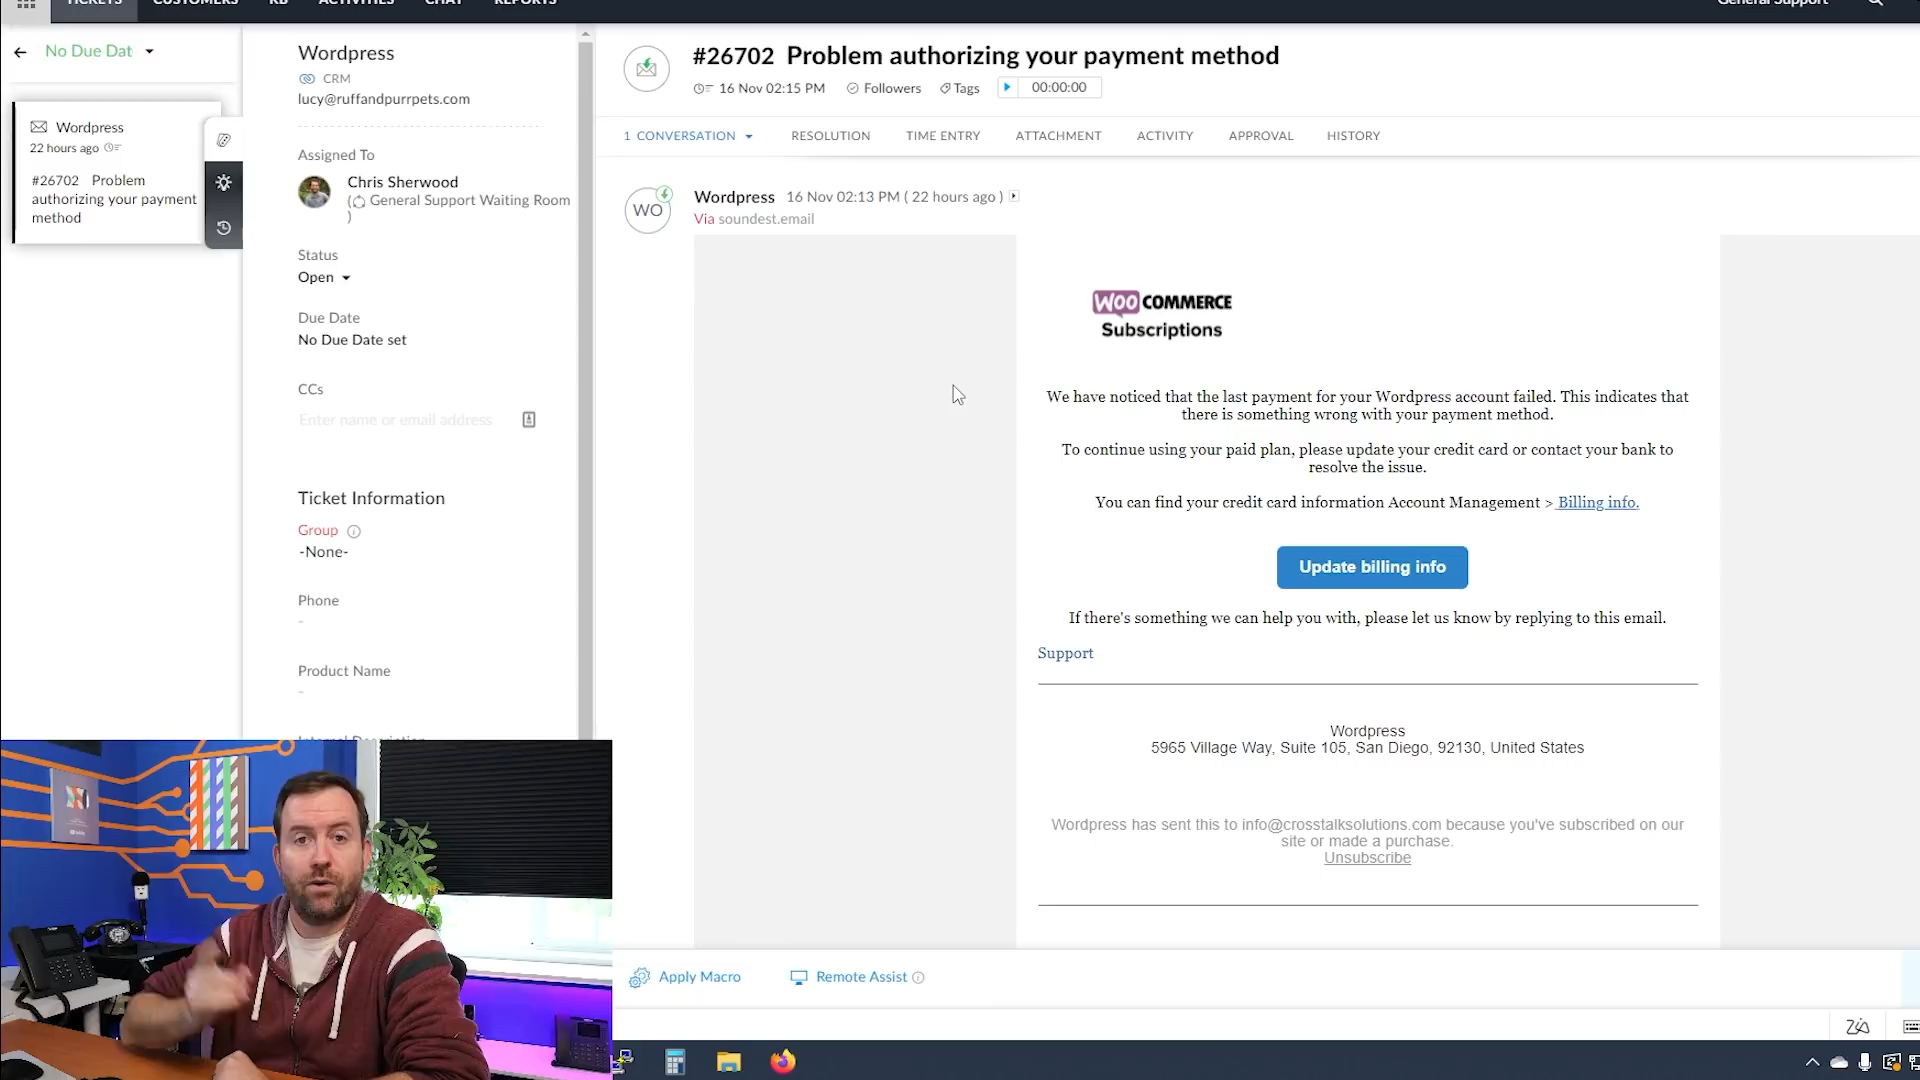 TICKETS CUSTOMERS KB ACTIVITIES CHAT REPORTS
General Support
No Due Dat
Wordpress
22 hours ago
#26702 Problem
authorizing your payment
method
Wordpress
CRM
lucy@ruffandpurrpets.com
Assigned To
Chris Sherwood
( General Support Waiting Room
)
Status
Open
Due Date
No Due Date set
CCs
Enter name or email address
Ticket Information
Group
-None-
Phone
-
Product Name
-
Internal Description
#26702 Problem authorizing your payment method
16 Nov 02:15 PM Followers Tags 00:00:00
1 CONVERSATION RESOLUTION TIME ENTRY ATTACHMENT ACTIVITY APPROVAL HISTORY
WO
Wordpress 16 Nov 02:13 PM ( 22 hours ago )
Via soundest.email
WOO COMMERCE
Subscriptions
We have noticed that the last payment for your Wordpress account failed. This indicates that
there is something wrong with your payment method.
To continue using your paid plan, please update your credit card or contact your bank to
resolve the issue.
You can find your credit card information Account Management > Billing info.
Update billing info
If there's something we can help you with, please let us know by replying to this email.
Support
Wordpress
5965 Village Way, Suite 105, San Diego, 92130, United States
Wordpress has sent this to info@crosstalksolutions.com because you've subscribed on our
site or made a purchase.
Unsubscribe
Apply Macro Remote Assist